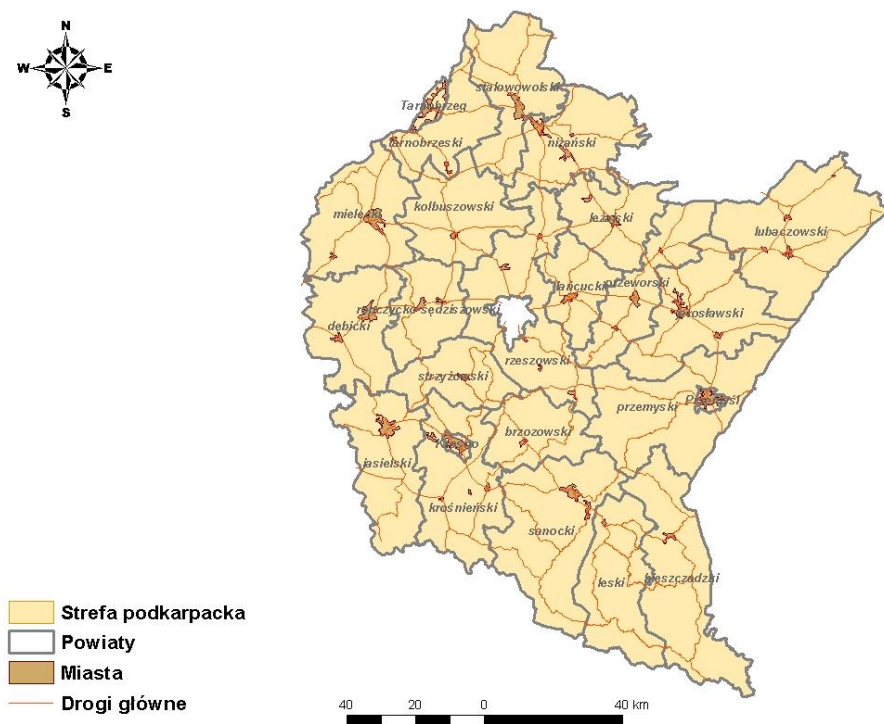 N
W E
S
stalowowolski
Tarnobrzeg
tarnobrzeski
niżański
kolbuszowski
mielecki
leżajski
lubaczowski
łańcucki
przeworski
jarosławski
ropczycko-sędziszowski
dębicki
rzeszowski
strzyżowski
przemyski
Przemyśl
brzozowski
Krosno
jasielski
krośnieński
sanocki
leski
bieszczadzki
Strefa podkarpacka
Powiaty
Miasta
Drogi główne
40 20 0 40 km